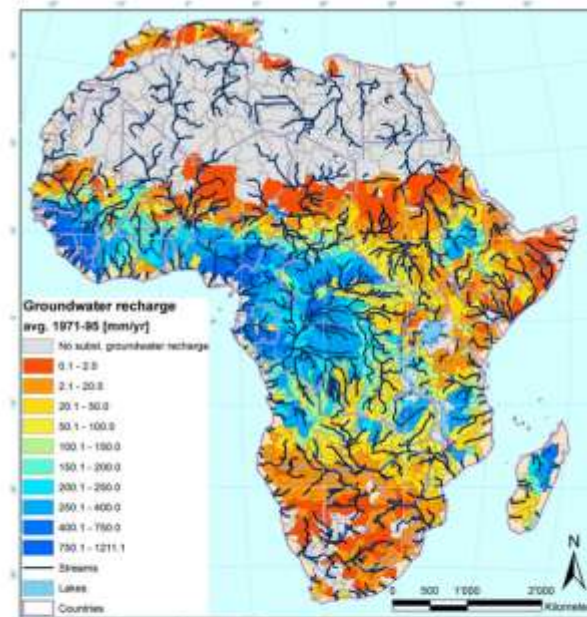 Groundwater recharge
avg. 1971-95 [mm/yr]
No subst. groundwater recharge
0.1 - 2.0
2.1 - 20.0
20.1 - 50.0
50.1 - 100.0
100.1 - 150.0
150.1 - 200.0
200.1 - 250.0
250.1 - 400.0
400.1 - 750.0
750.1 - 1211.1
Streams
Lakes
Countries
N
0 500 1'000 2'000
Kilomete